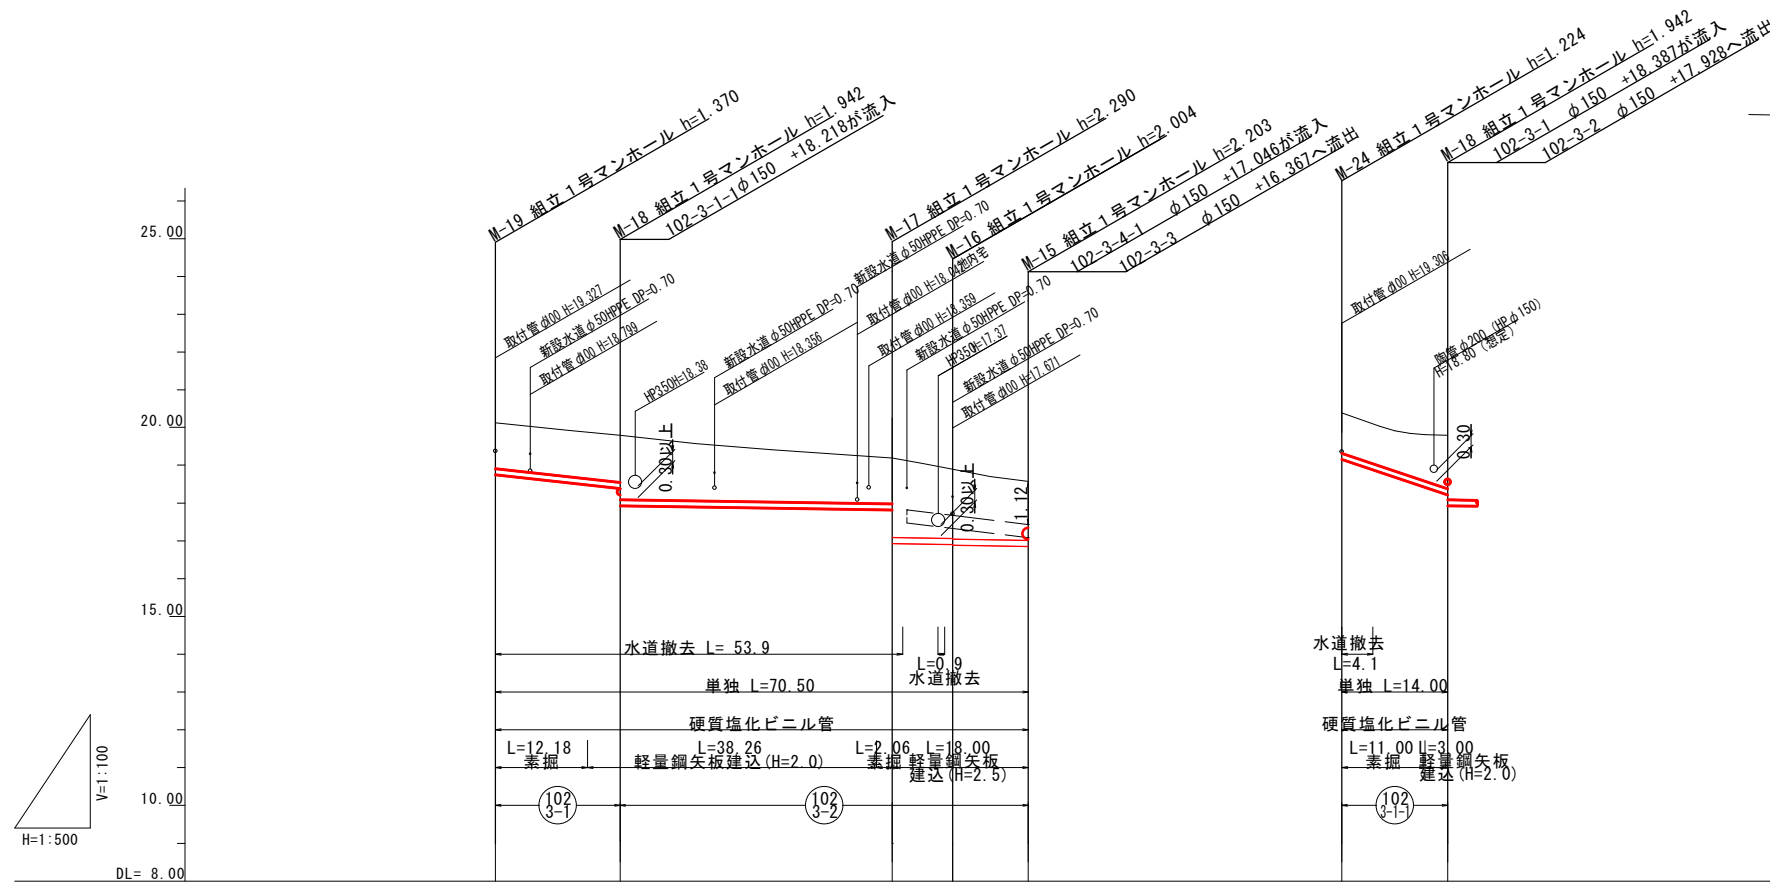 M-19 組立1号マンホール h=1.370
M-18 組立1号マンホール h=1.942
102-3-1-1φ150 +18.218が流入
M-17 組立1号マンホール h=2.290
M-16 組立1号マンホール h=2.004
M-15 組立1号マンホール h=2.203
102-3-4-1 φ150 +17.046が流入
102-3-3 φ150 +16.367へ流出
M-24 組立1号マンホール h=1.224
M-18 組立1号マンホール h=1.942
102-3-1 φ150 +18.387が流入
102-3-2 φ150 +17.928へ流出
取付管φ100 H=19.327
新設水道φ50HPPE DP=0.70
取付管φ100 H=18.799
HP350H=18.38
新設水道φ50HPPE DP=0.70
取付管φ100 H=18.356
新設水道φ50HPPE DP=0.70
取付管φ100 H=18.042池内宅
取付管φ100 H=18.359
新設水道φ50HPPE DP=0.70
HP350H=17.37
新設水道φ50HPPE DP=0.70
取付管φ100 H=17.671
取付管φ100 H=19.306
陶管φ200 (HPφ150)
H=18.80 (想定)
25.00
20.00
15.00
10.00
DL= 8.00
0.30以上
0.30以上
1.12
0.30
水道撤去 L= 53.9
L=0.9
水道撤去
単独 L=70.50
硬質塩化ビニル管
L=12.18
素掘
L=38.26
軽量鋼矢板建込(H=2.0)
L=2.06
素掘
L=18.00
軽量鋼矢板
建込(H=2.5)
102
3-1
102
3-2
水道撤去
L=4.1
単独 L=14.00
硬質塩化ビニル管
L=11.00
素掘
L=3.00
軽量鋼矢板
建込(H=2.0)
102
3-1-1
V=1:100
H=1:500